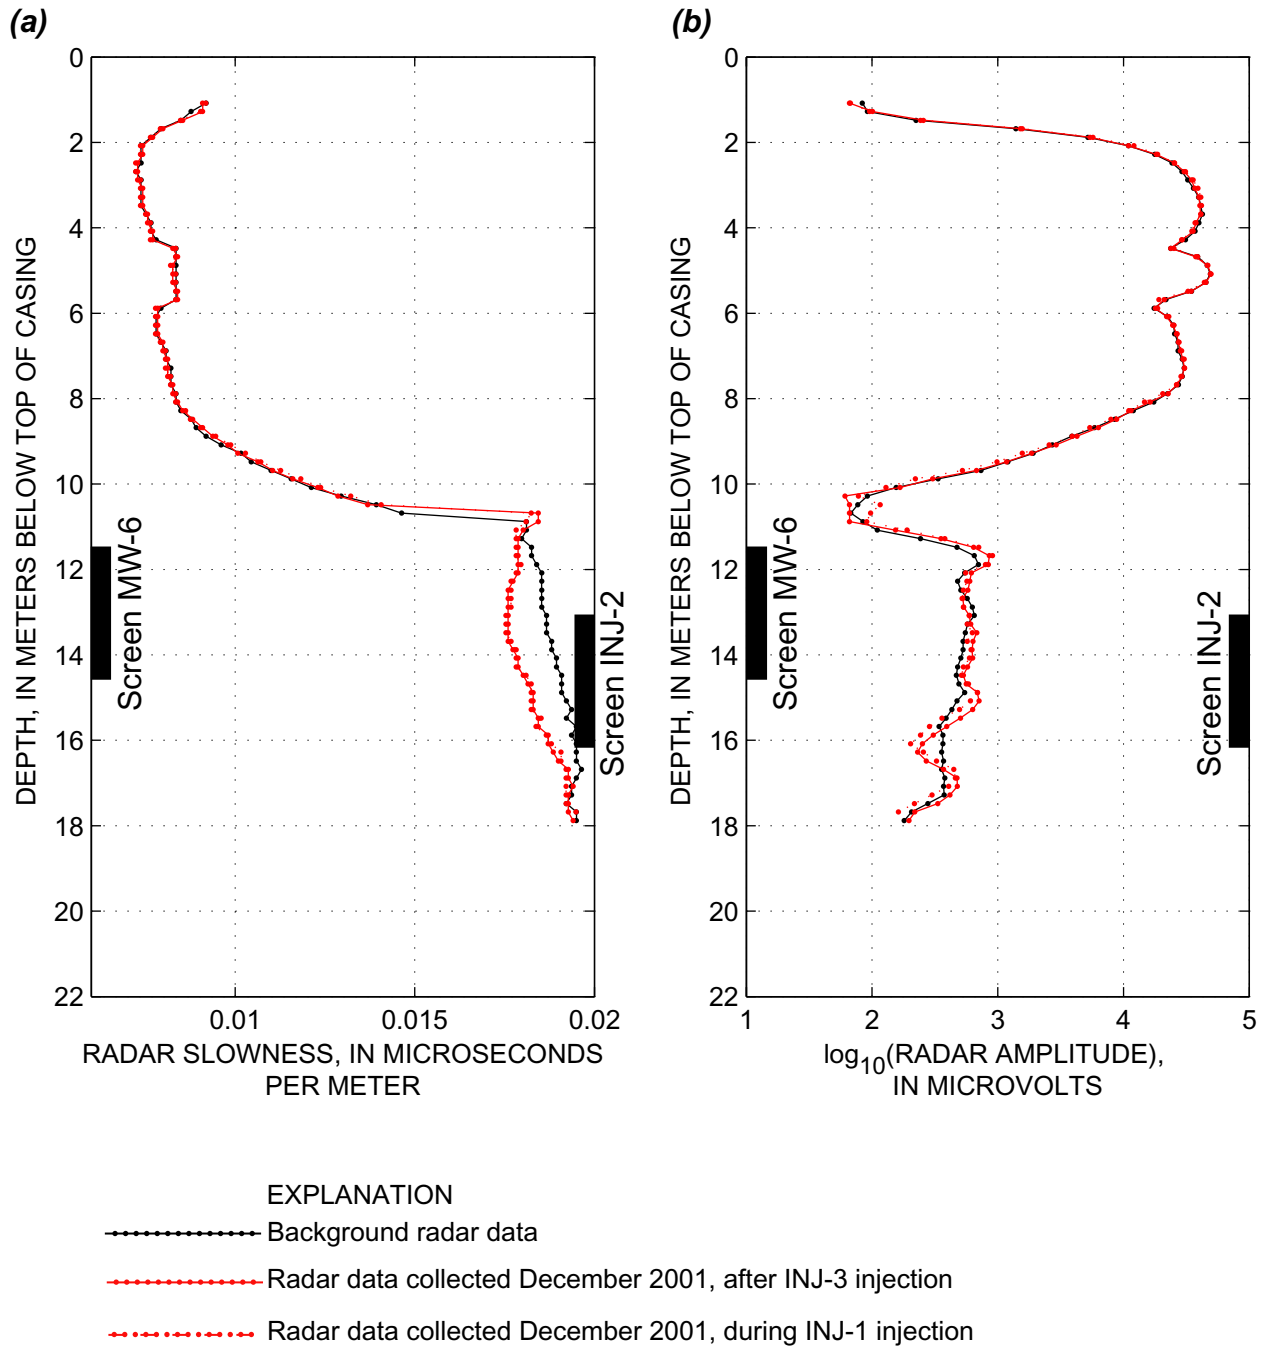 (a)
0
2
4
6
8
10
12
14
16
18
20
22
DEPTH, IN METERS BELOW TOP OF CASING
Screen MW-6
Screen INJ-2
0.01
0.015
0.02
RADAR SLOWNESS, IN MICROSECONDS
PER METER
(b)
0
2
4
6
8
10
12
14
16
18
20
22
DEPTH, IN METERS BELOW TOP OF CASING
Screen MW-6
Screen INJ-2
1
2
3
4
5
log10(RADAR AMPLITUDE),
IN MICROVOLTS
EXPLANATION
Background radar data
Radar data collected December 2001, after INJ-3 injection
Radar data collected December 2001, during INJ-1 injection